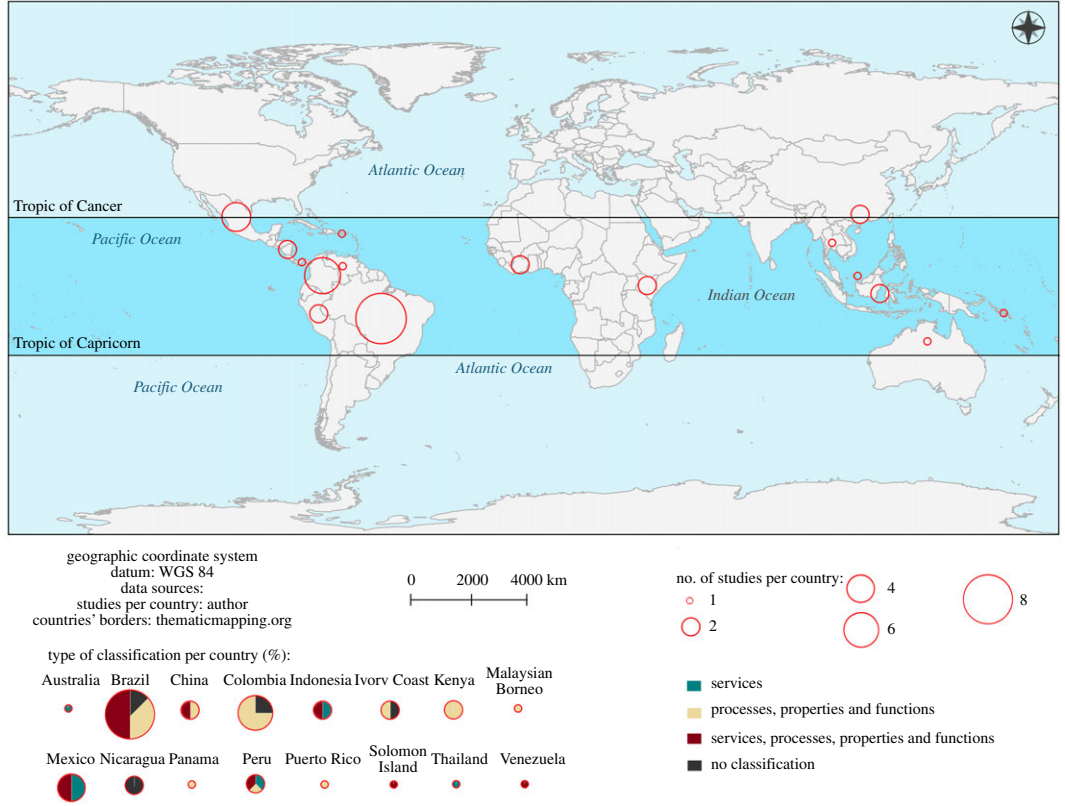 Atlantic Ocean
Tropic of Cancer
Pacific Ocean
Indian Ocean
Tropic of Capricorn
Atlantic Ocean
Pacific Ocean
geographic coordinate system
datum: WGS 84
data sources:
studies per country: author
countries' borders: thematicmapping.org
0 2000 4000 km
no. of studies per country:
1
2
4
6
8
type of classification per country (%):
Australia Brazil China Colombia Indonesia Ivory Coast Kenya Malaysian Borneo
Mexico Nicaragua Panama Peru Puerto Rico Solomon Island Thailand Venezuela
services
processes, properties and functions
services, processes, properties and functions
no classification